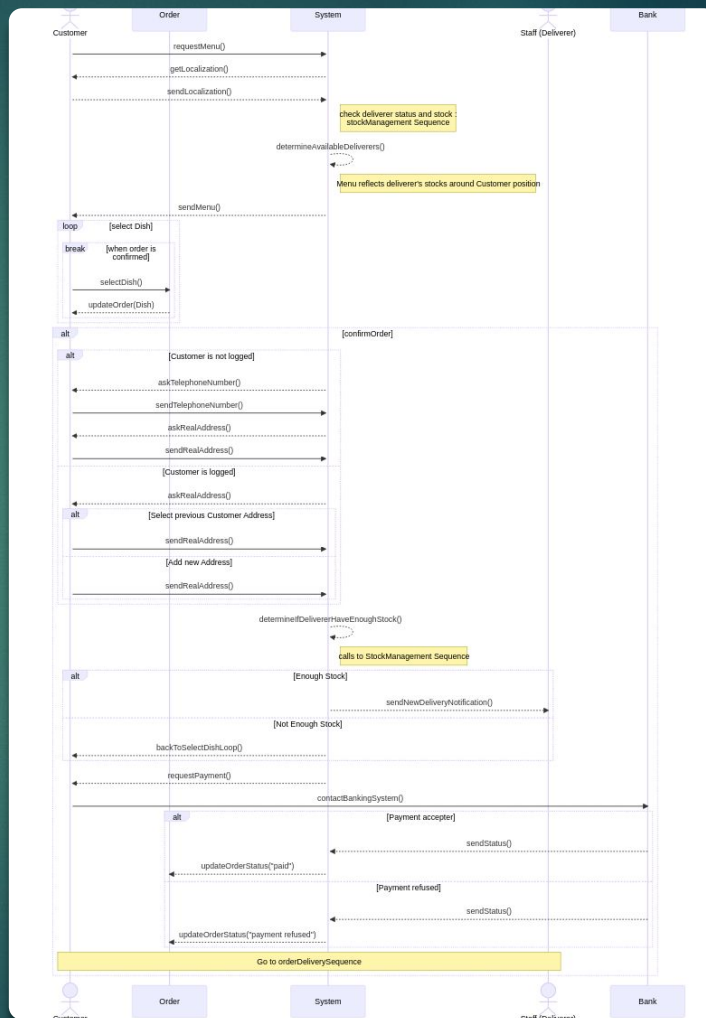 Order
System
Bank
Customer
Staff (Deliverer)
requestMenu()
getLocalization()
sendLocalization()
check deliverer status and stock :
stockManagement Sequence
determineAvailableDeliverers()
Menu reflects deliverer's stocks around Customer position
sendMenu()
loop
[select Dish]
break
[when order is
confirmed]
selectDish()
updateOrder(Dish)
alt
[confirmOrder]
alt
[Customer is not logged]
askTelephoneNumber()
sendTelephoneNumber()
askRealAddress()
sendRealAddress()
[Customer is logged]
askRealAddress()
alt
[Select previous Customer Address]
sendRealAddress()
[Add new Address]
sendRealAddress()
determineIfDelivererHaveEnoughStock()
calls to StockManagement Sequence
alt
[Enough Stock]
sendNewDeliveryNotification()
[Not Enough Stock]
backToSelectDishLoop()
requestPayment()
contactBankingSystem()
alt
[Payment accepter]
sendStatus()
updateOrderStatus("paid")
[Payment refused]
sendStatus()
updateOrderStatus("payment refused")
Go to orderDeliverySequence
Order
System
Bank
Customer
Staff (Deliverer)